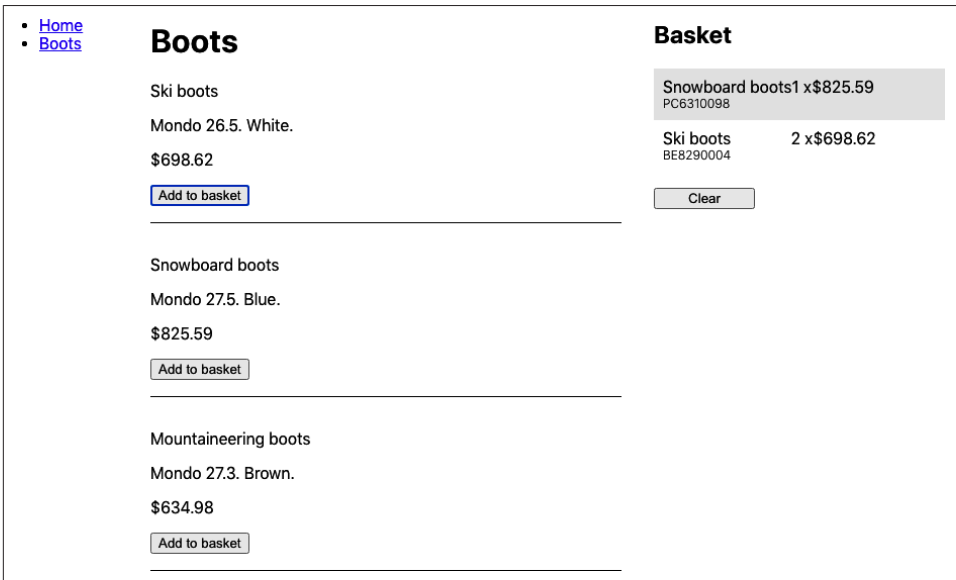 Home
Boots
Boots
Ski boots
Mondo 26.5. White.
$698.62
Add to basket
Snowboard boots
Mondo 27.5. Blue.
$825.59
Add to basket
Mountaineering boots
Mondo 27.3. Brown.
$634.98
Add to basket
Basket
Snowboard boots1 x$825.59
PC6310098
Ski boots 2 x$698.62
BE8290004
Clear